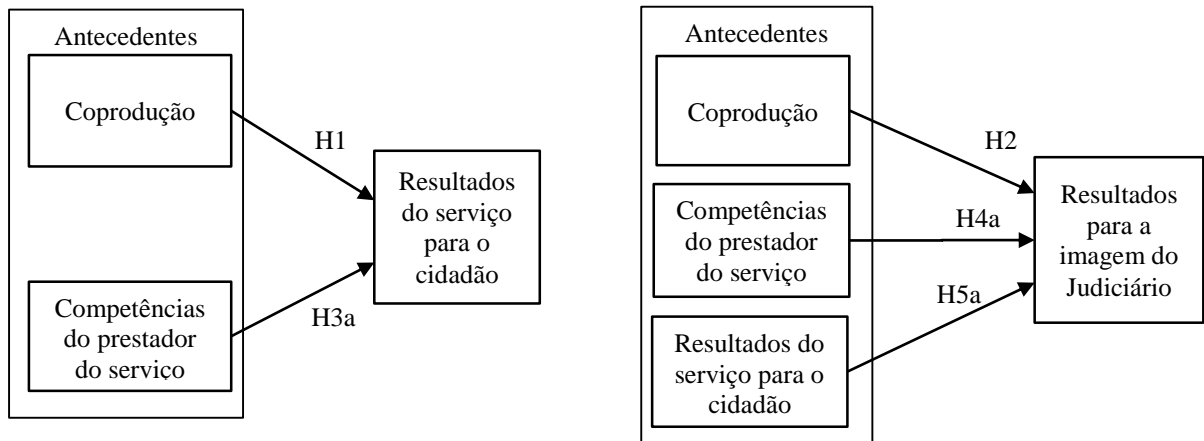 Antecedentes
Coprodução
H1
Resultados
do serviço
para o
cidadão
Competências
do prestador
do serviço
H3a
Antecedentes
Coprodução
H2
Competências
do prestador
do serviço
H4a
Resultados
para a
imagem do
Judiciário
H5a
Resultados do
serviço para o
cidadão